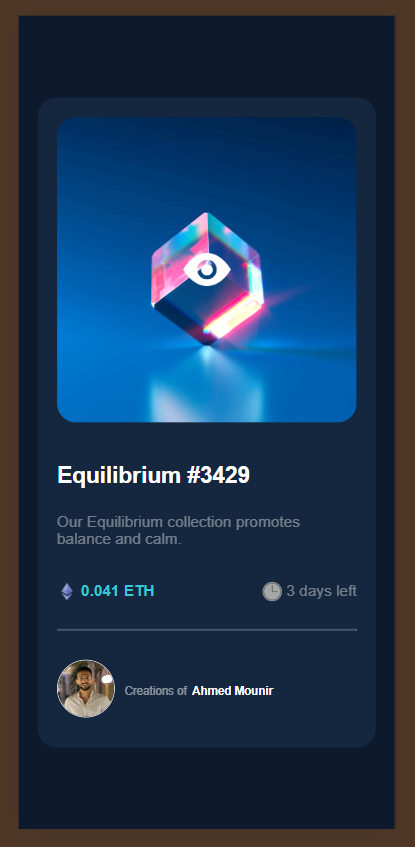 Equilibrium #3429
Our Equilibrium collection promotes
balance and calm.
0.041 ETH
3 days left
Creations of Ahmed Mounir